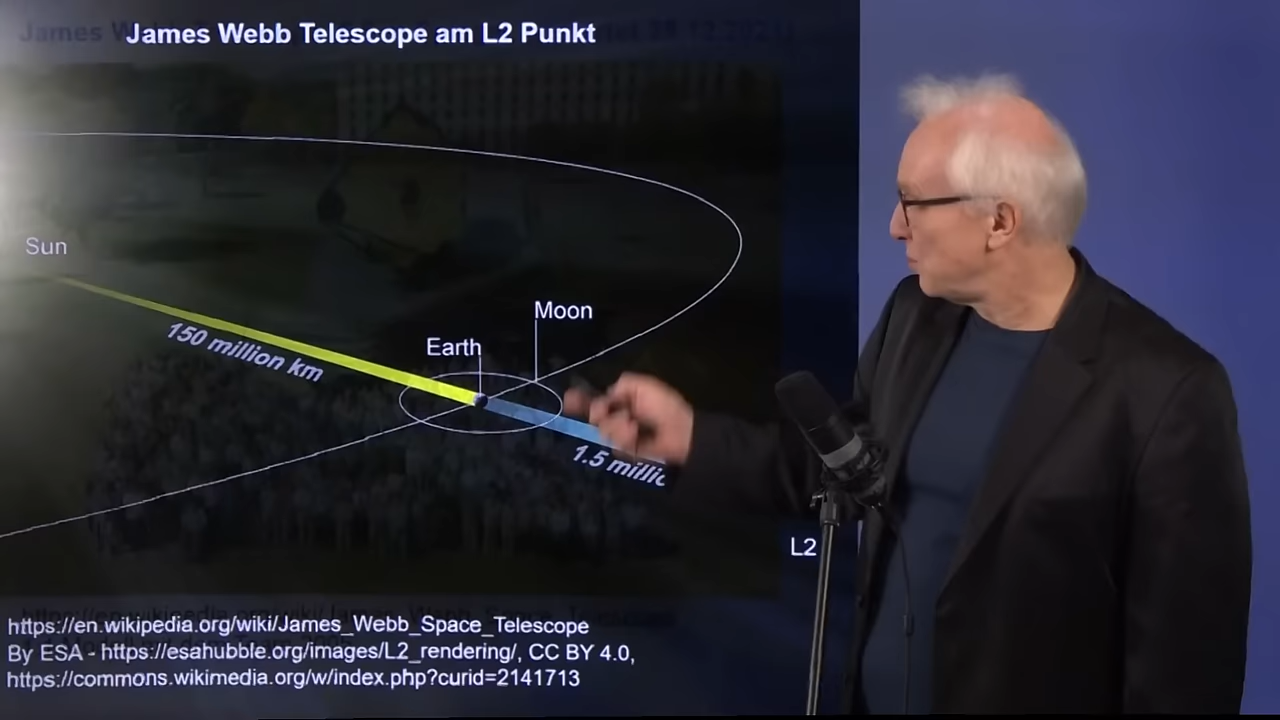 James Webb Telescope am L2 Punkt
Sun
150 million km
Earth
Moon
1.5
L2
https://en.wikipedia.org/wiki/James_Webb_Space_Telescope
By ESA - https://esahubble.org/images/L2_rendering/, CC BY 4.0,
https://commons.wikimedia.org/w/index.php?curid=2141713